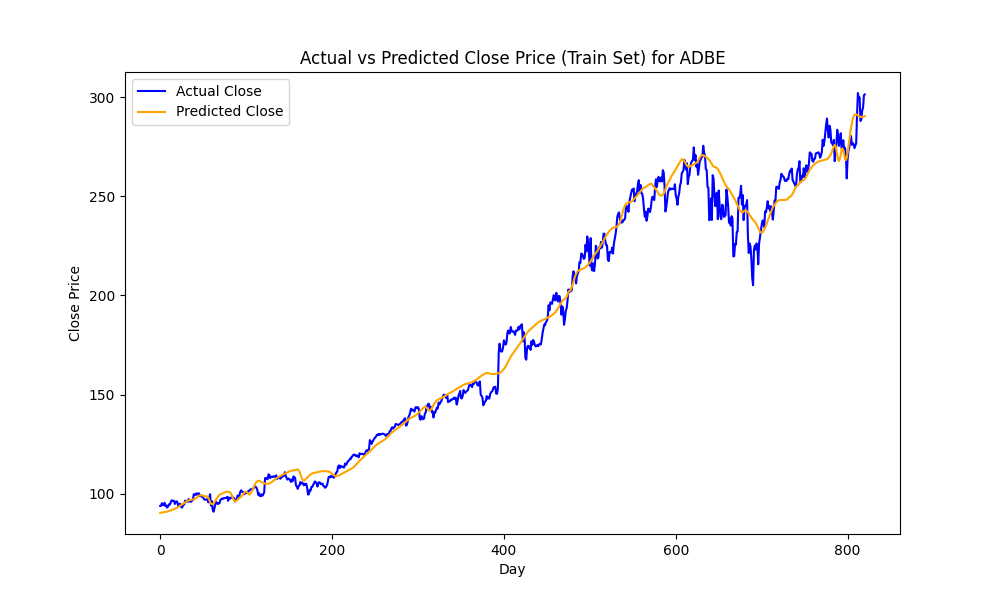 Actual vs Predicted Close Price (Train Set) for ADBE
Actual Close
Predicted Close
300
250
200
150
100
Close Price
0 200 400 600 800
Day